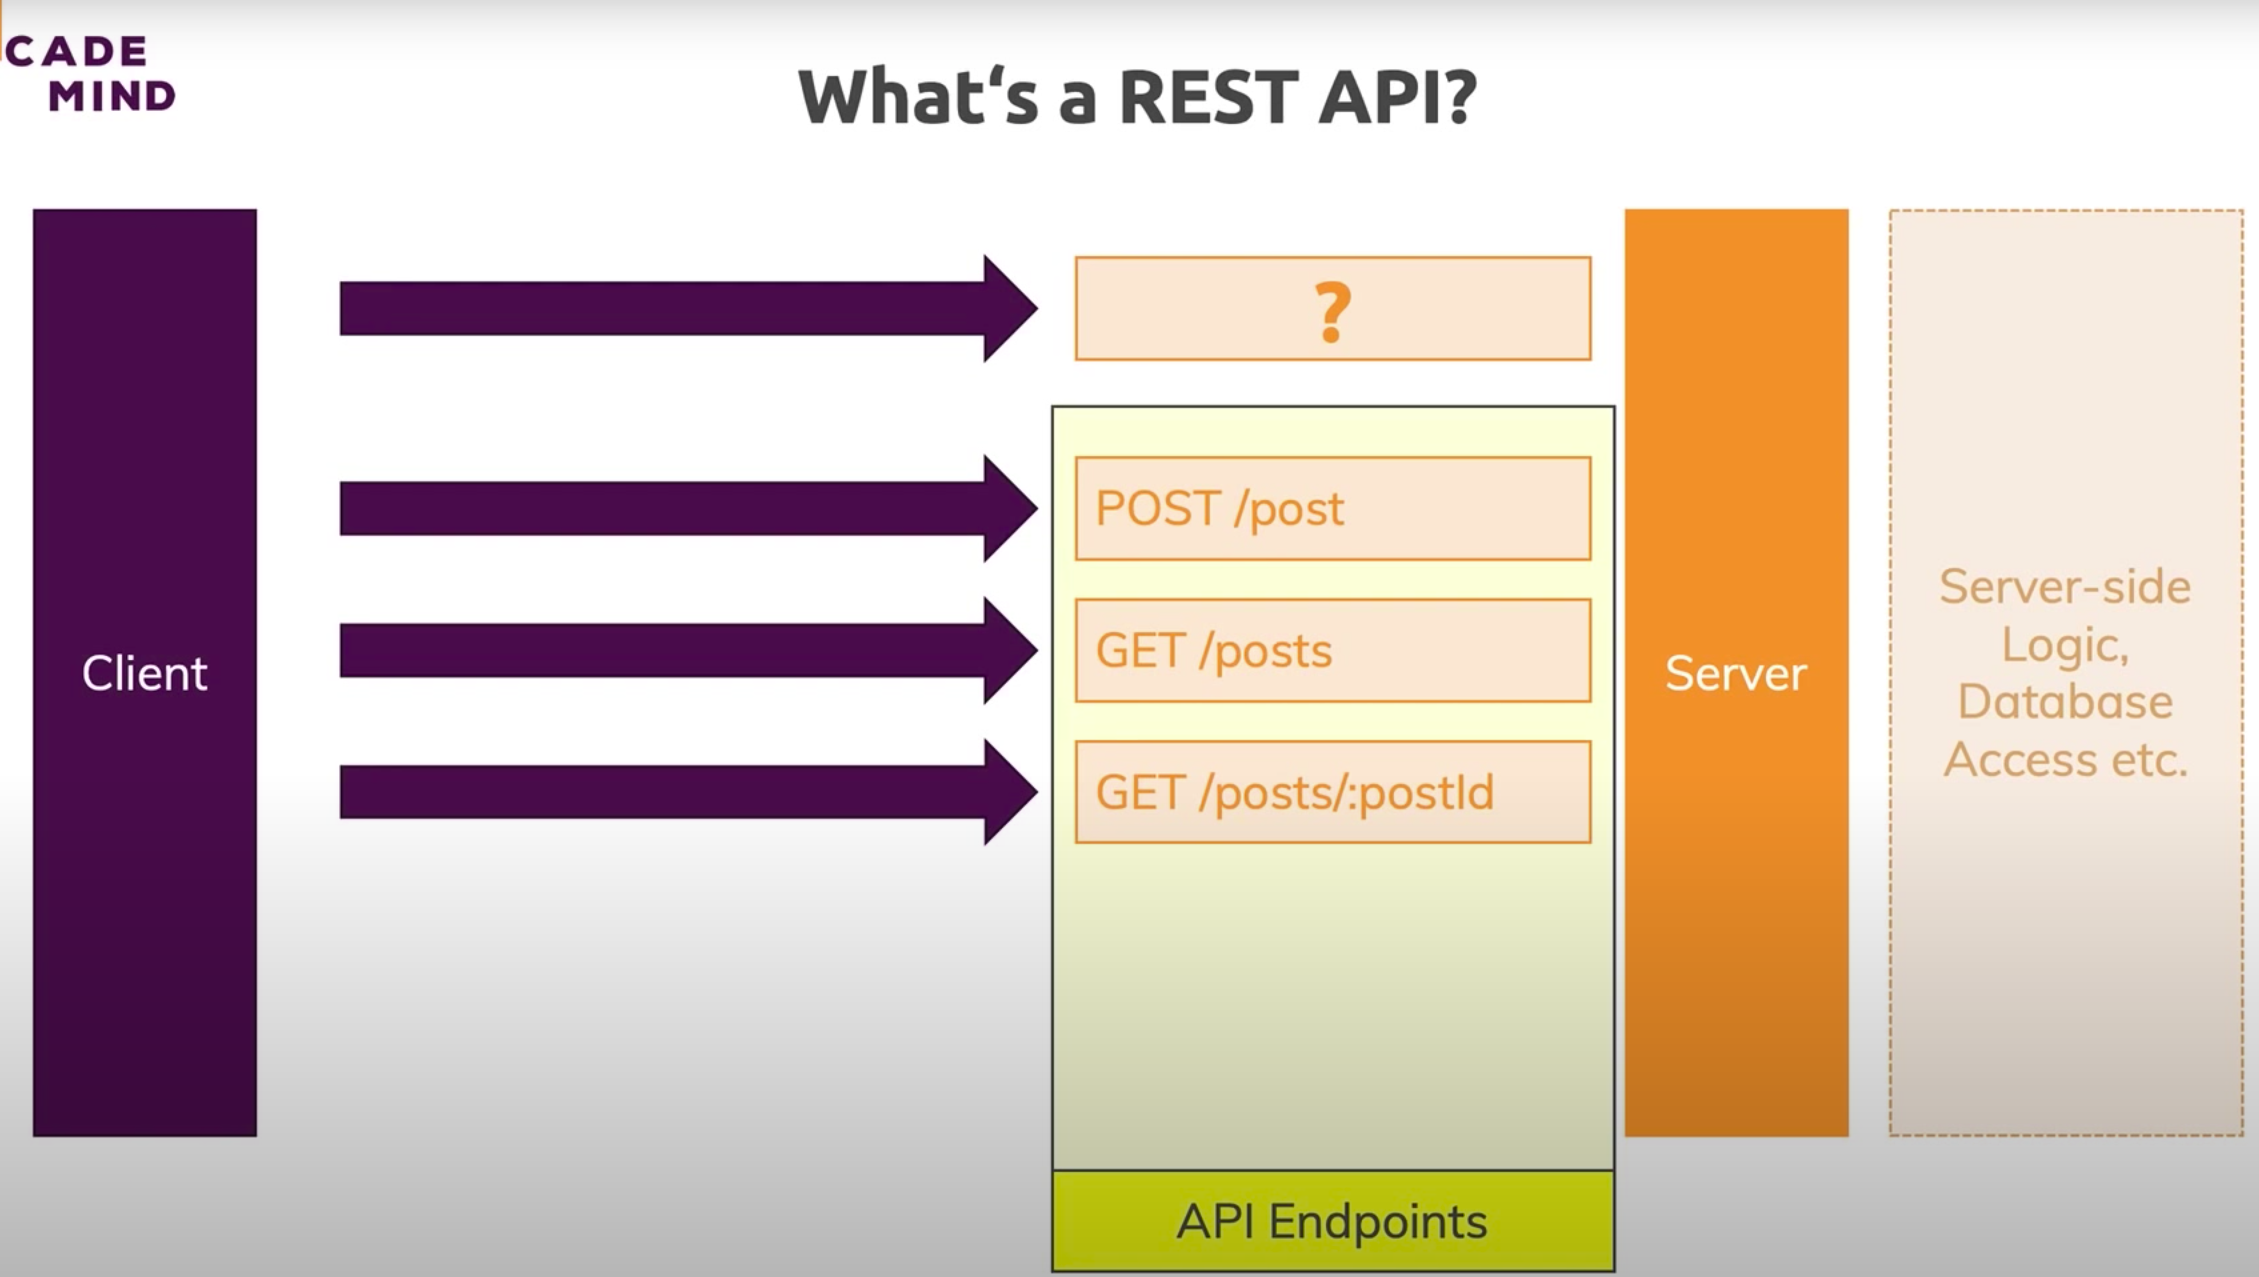 CADE
MIND
What‘s a REST API?
?
POST /post
GET /posts
GET /posts/:postId
Client
Server
Server-side
Logic,
Database
Access etc.
API Endpoints